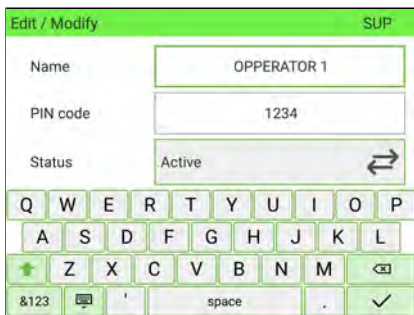 Edit / Modify SUP
Name OPPERATOR 1
PIN code 1234
Status Active
Q W E R T Y U I O P
A S D F G H J K L
Z X C V B N M
&123 ' space .